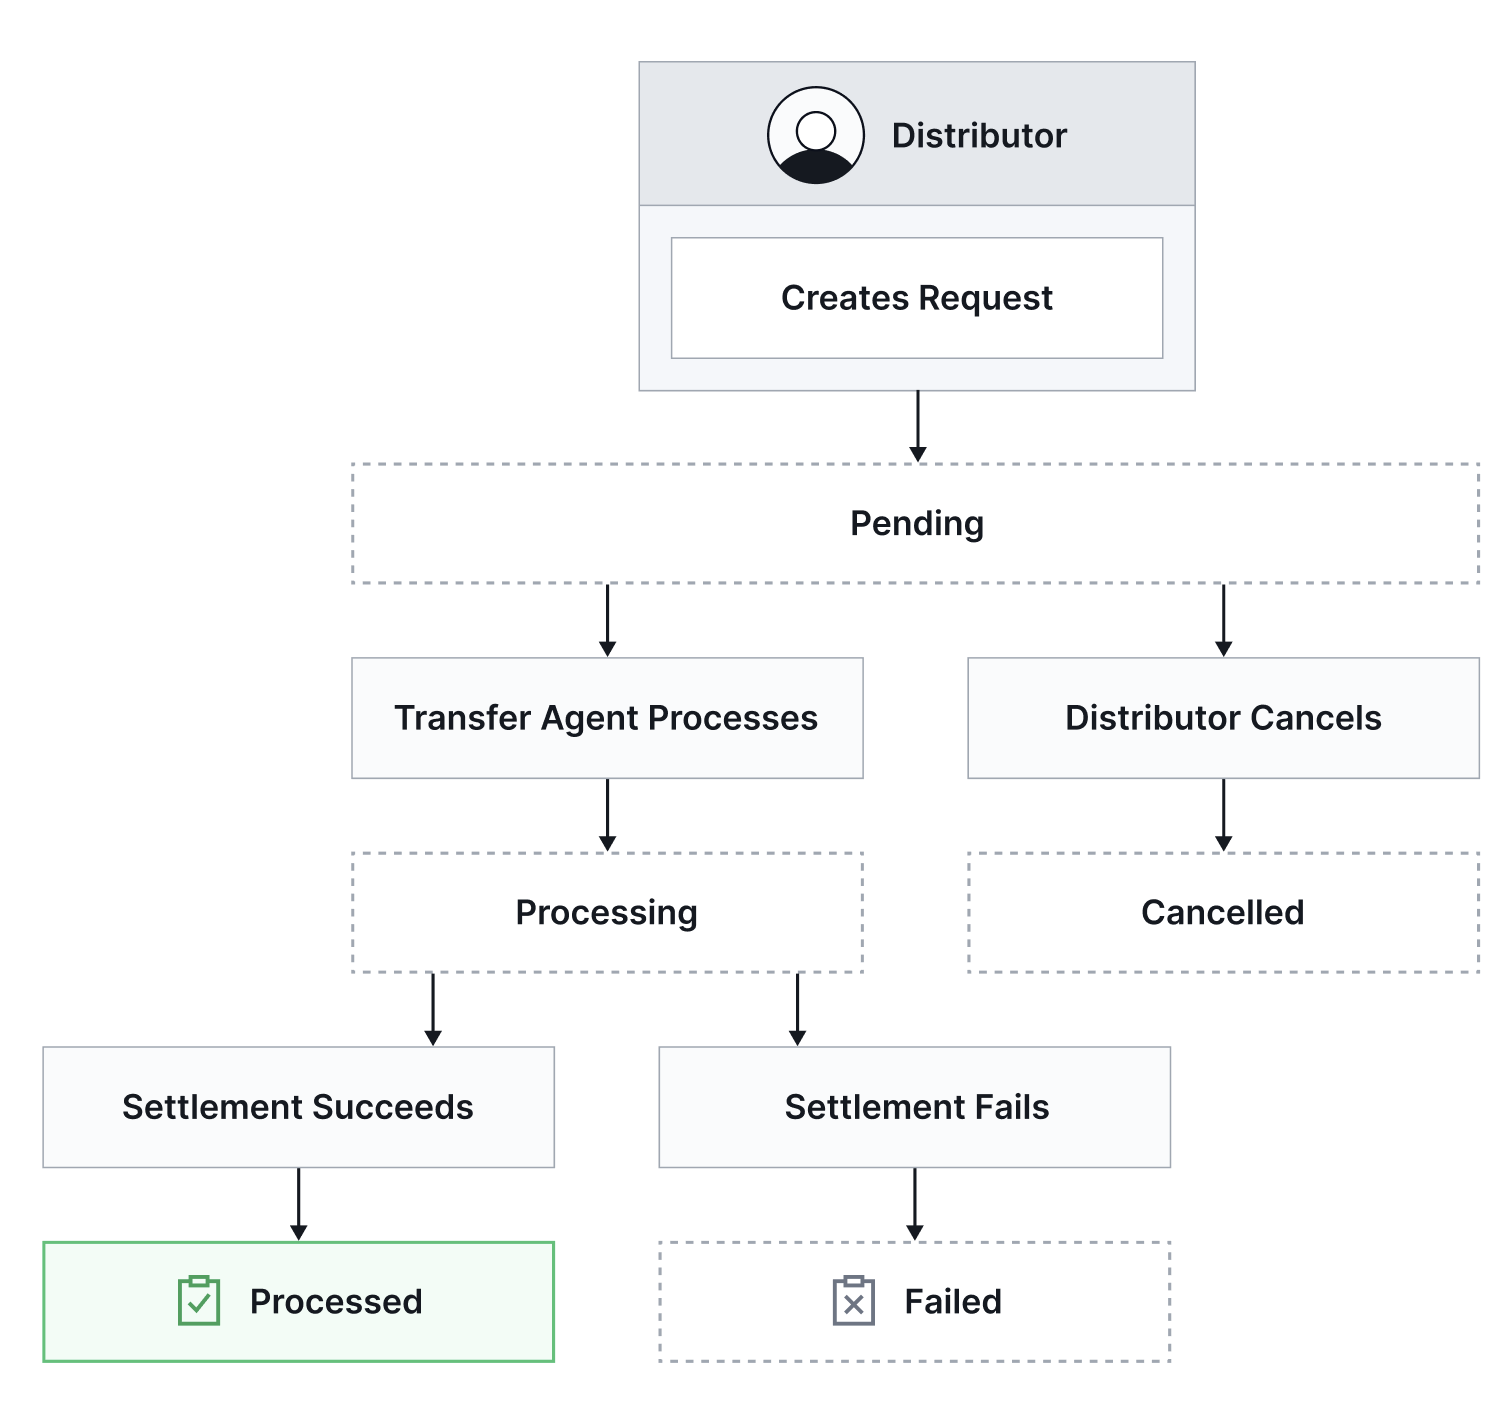 Distributor
Creates Request
Pending
Transfer Agent Processes
Distributor Cancels
Processing
Cancelled
Settlement Succeeds
Settlement Fails
Processed
Failed